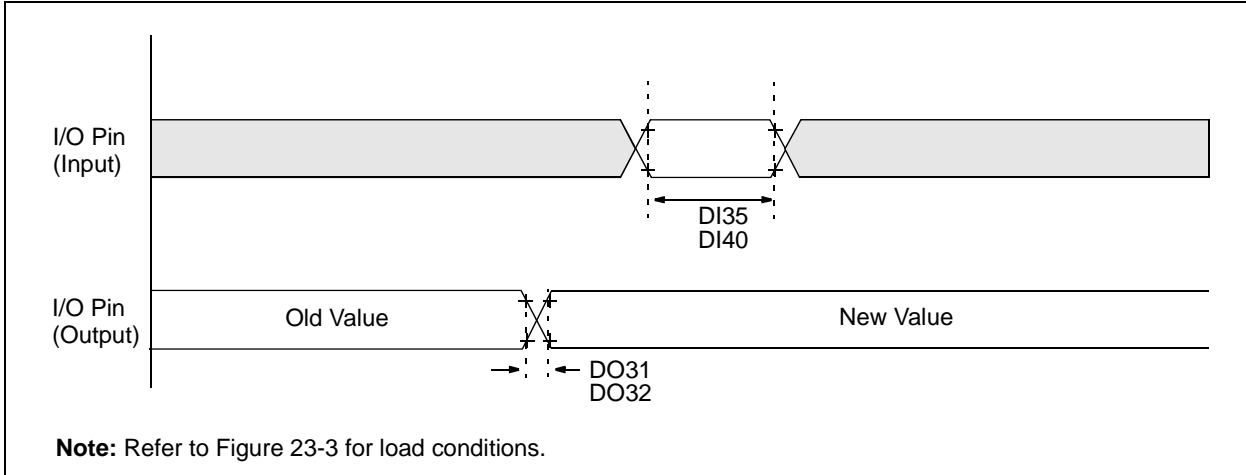 I/O Pin
(Input)
DI35
DI40
I/O Pin
(Output)
Old Value
New Value
DO31
DO32
Note: Refer to Figure 23-3 for load conditions.